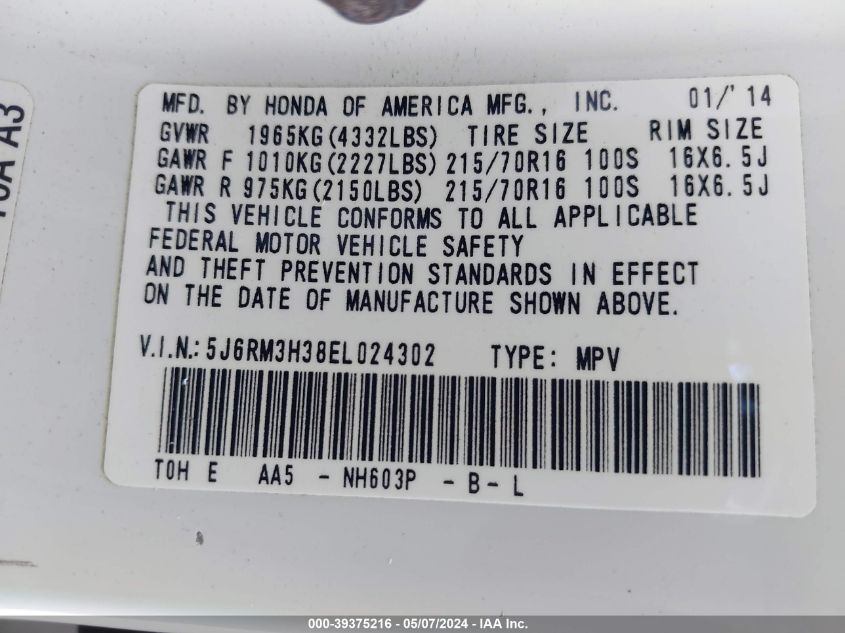 MFD. BY HONDA OF AMERICA MFG., INC. 01/'14
GVWR 1965KG(4332LBS) TIRE SIZE RIM SIZE
GAWR F 1010KG(2227LBS) 215/70R16 100S 16X6.5J
GAWR R 975KG(2150LBS) 215/70R16 100S 16X6.5J
THIS VEHICLE CONFORMS TO ALL APPLICABLE
FEDERAL MOTOR VEHICLE SAFETY
AND THEFT PREVENTION STANDARDS IN EFFECT
ON THE DATE OF MANUFACTURE SHOWN ABOVE.
V.I.N.: 5J6RM3H38EL024302 TYPE: MPV
T0H E AA5 - NH603P - B - L
A3
000-39375216 - 05/07/2024 - IAA Inc.